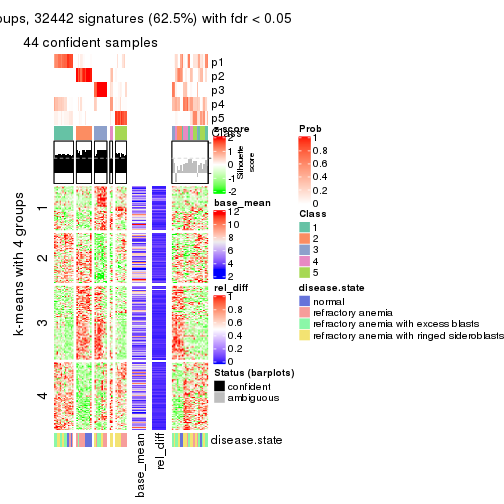 oups, 32442 signatures (62.5%) with fdr < 0.05
44 confident samples
p1
p2
p3
p4
p5
Class
Silhouette
score
z-score
2
1
0
-1
-2
base_mean
12
10
8
6
4
2
rel_diff
1
0.8
0.6
0.4
0.2
0
Status (barplots)
confident
ambiguous
Prob
1
0.8
0.6
0.4
0.2
0
Class
1
2
3
4
5
disease.state
normal
refractory anemia
refractory anemia with excess blasts
refractory anemia with ringed sideroblasts
k-means with 4 groups
1
2
3
4
base_mean
rel_diff
disease.state